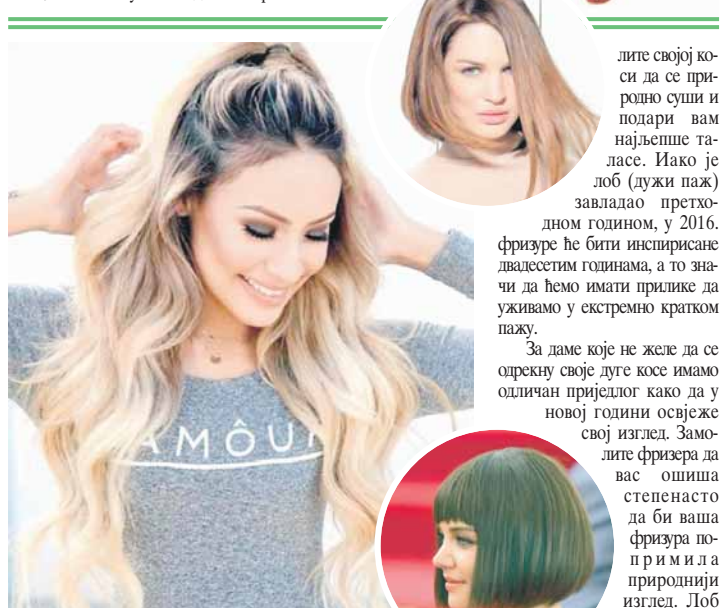 лите својој ко-
си да се при-
родно суши и
подари вам
најљепше та-
ласе. Иако је
лоб (дужи паж)
завладао претхо-
дном годином, у 2016.
фризуре ће бити инспирисане
двадесетим годинама, а то зна-
чи да ћемо имати прилике да
уживамо у екстремно кратком
пажу.
За даме које не желе да се
одрекну своје дуге косе имамо
одличан приједлог како да у
новој години освјеже
свој изглед. Замо-
лите фризера да
вас ошиша
степенасто
да би ваша
фризура по-
примила
природнији
изглед. Лоб